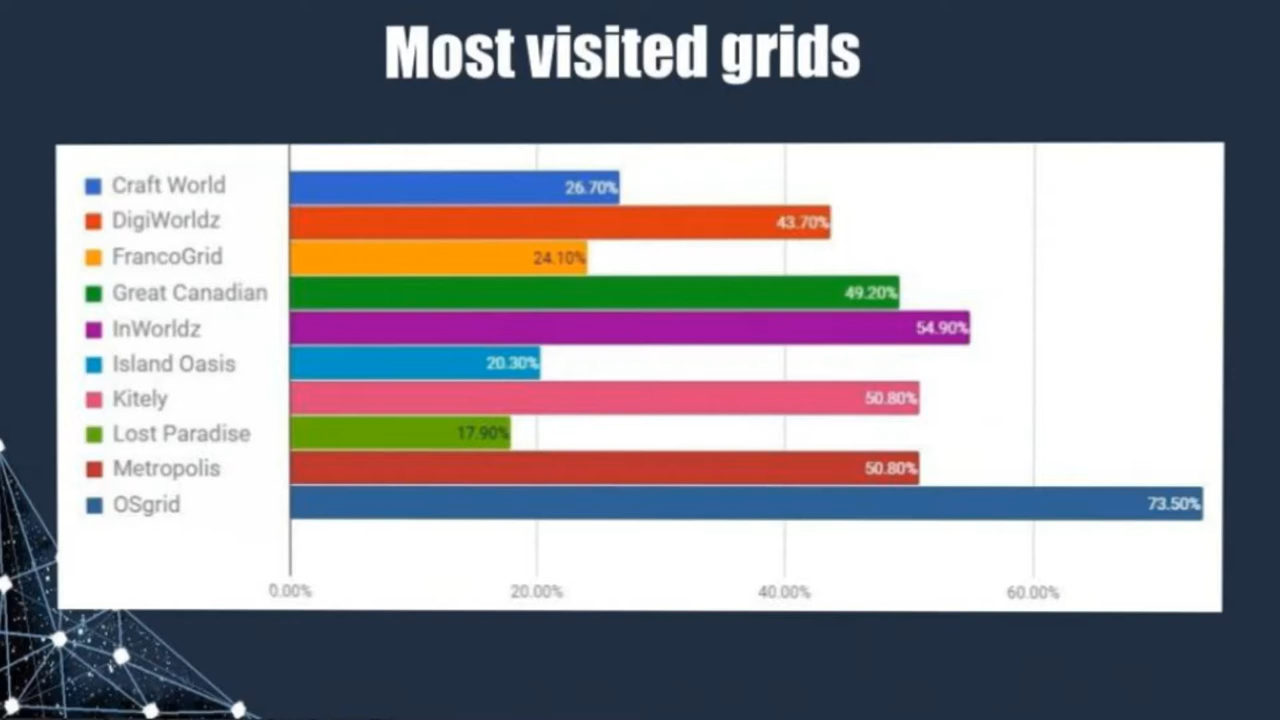 Most visited grids
Craft World 26.70%
DigiWorldz 43.70%
FrancoGrid 24.10%
Great Canadian 49.20%
InWorldz 54.90%
Island Oasis 20.30%
Kitely 50.80%
Lost Paradise 17.90%
Metropolis 50.80%
OSgrid 73.50%
0.00% 20.00% 40.00% 60.00%